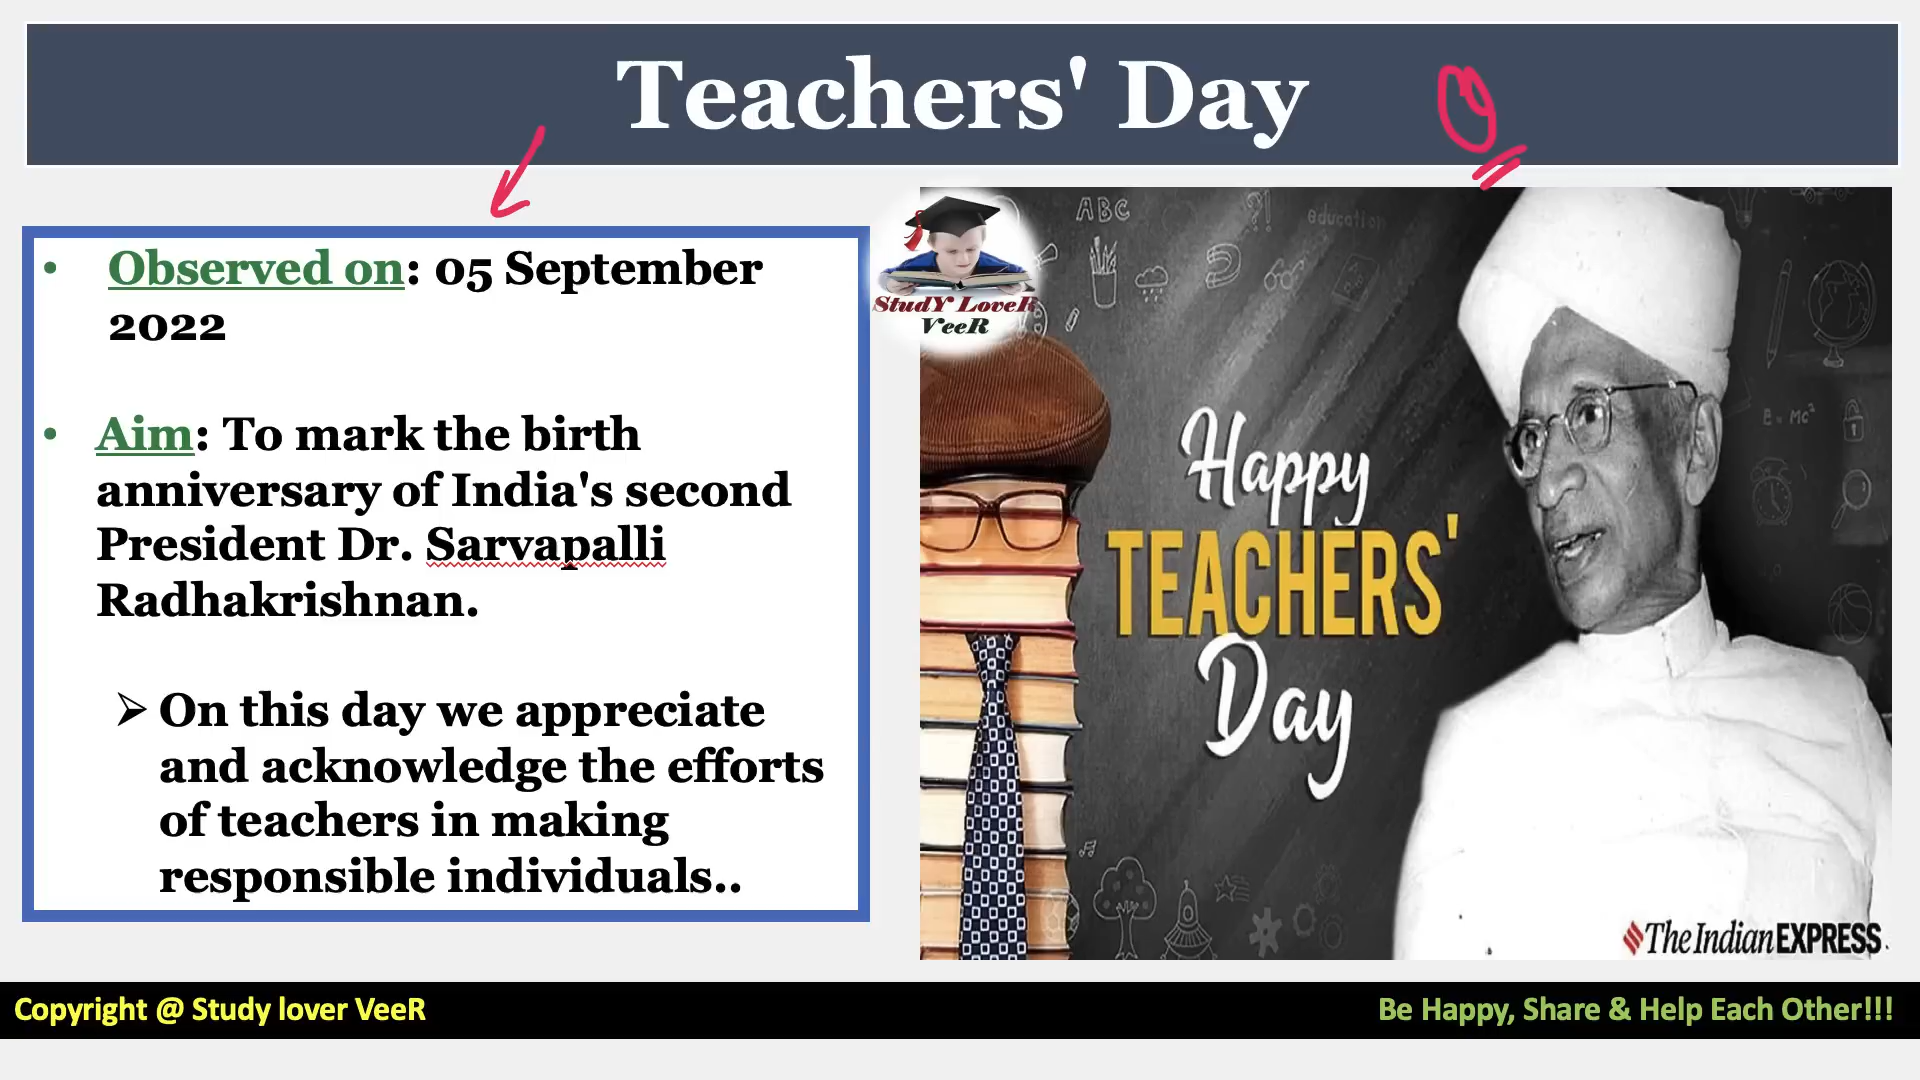 Teachers' Day
• Observed on: 05 September
2022
• Aim: To mark the birth
anniversary of India's second
President Dr. Sarvapalli
Radhakrishnan.
➢ On this day we appreciate
and acknowledge the efforts
of teachers in making
responsible individuals..
StudY LoveR
VeeR
ABC
education
E = Mc²
Happy
TEACHERS'
Day
The Indian EXPRESS
Copyright @ Study lover VeeR
Be Happy, Share & Help Each Other!!!